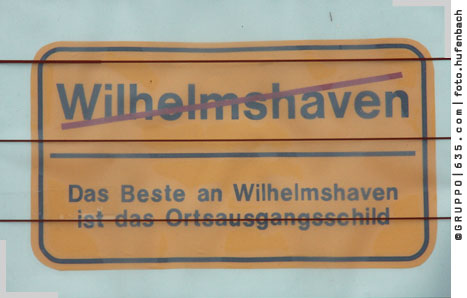 Wilhelmshaven
Das Beste an Wilhelmshaven
ist das Ortsausgangsschild
©GRUPPO|635.com | foto.hufenbach